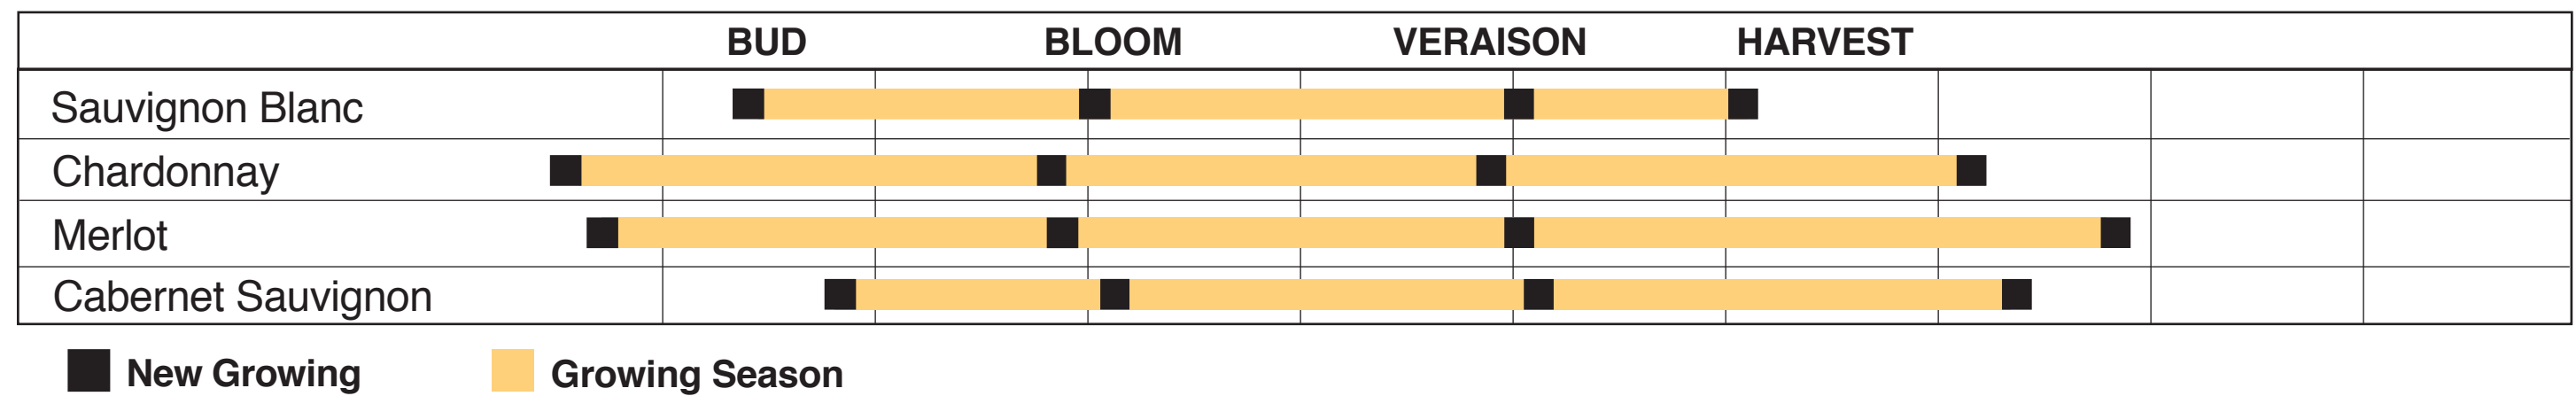 BUD BLOOM VERAISON HARVEST
Sauvignon Blanc
Chardonnay
Merlot
Cabernet Sauvignon
New Growing Growing Season